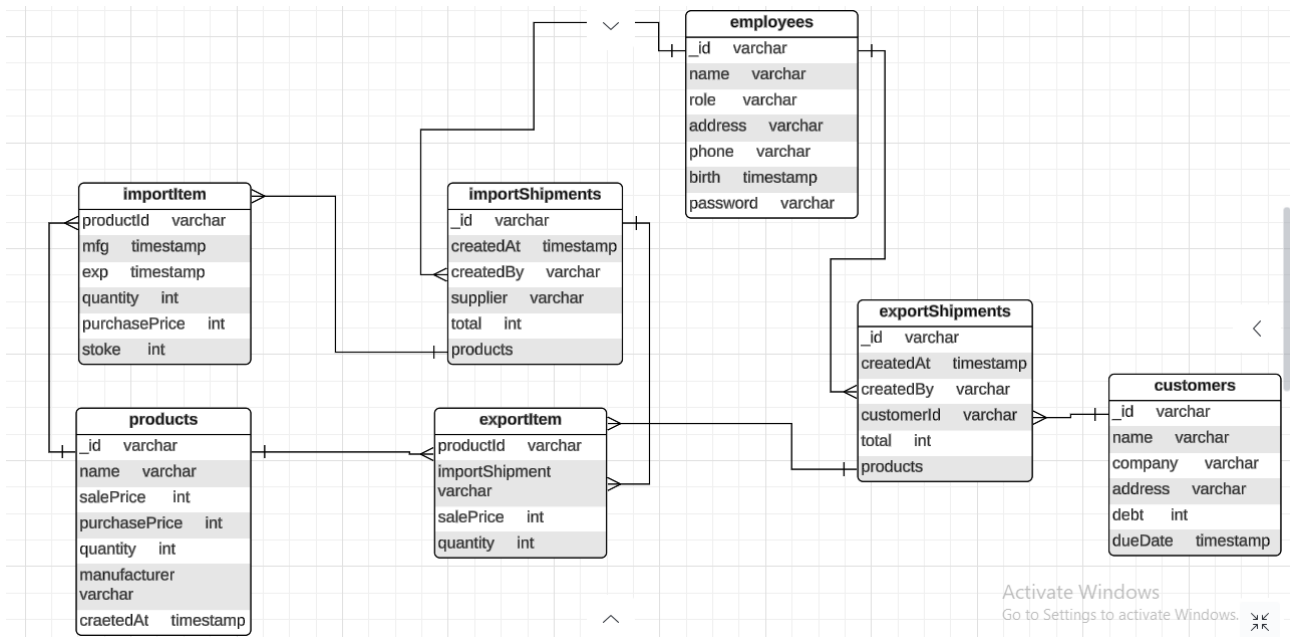 employees
_id varchar
name varchar
role varchar
address varchar
phone varchar
birth timestamp
password varchar
importItem
productId varchar
mfg timestamp
exp timestamp
quantity int
purchasePrice int
stoke int
importShipments
_id varchar
createdAt timestamp
createdBy varchar
supplier varchar
total int
products
exportShipments
_id varchar
createdAt timestamp
createdBy varchar
customerId varchar
total int
products
customers
_id varchar
name varchar
company varchar
address varchar
debt int
dueDate timestamp
products
_id varchar
name varchar
salePrice int
purchasePrice int
quantity int
manufacturer
varchar
craetedAt timestamp
exportItem
productId varchar
importShipment
varchar
salePrice int
quantity int
Activate Windows
Go to Settings to activate Windows.